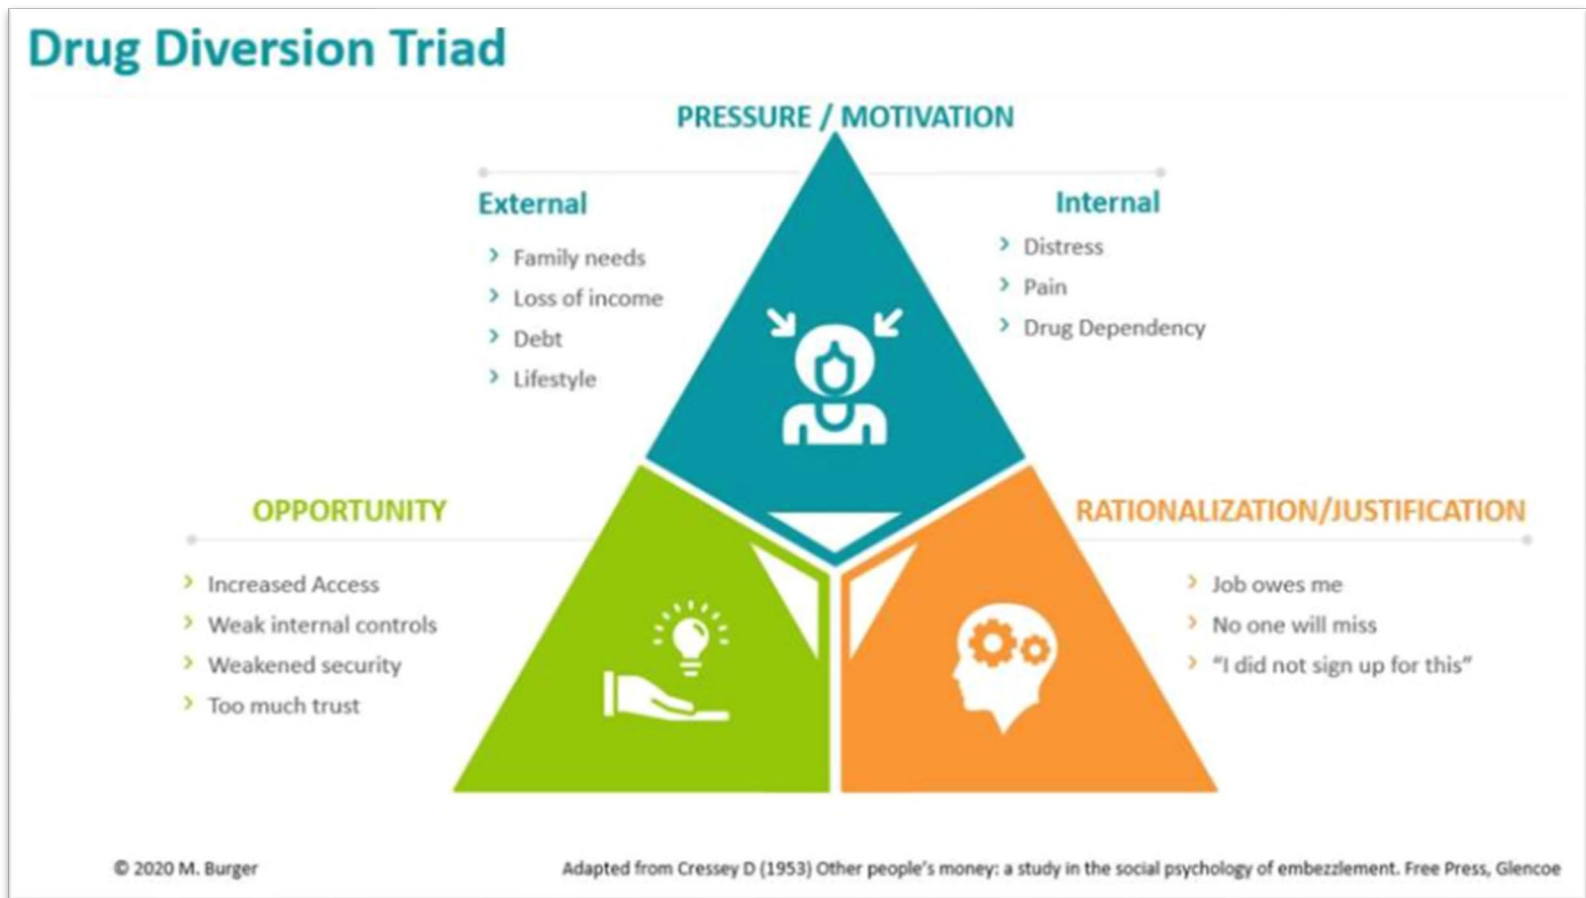 Drug Diversion Triad
PRESSURE / MOTIVATION
External
Family needs
Loss of income
Debt
Lifestyle
Internal
Distress
Pain
Drug Dependency
OPPORTUNITY
Increased Access
Weak internal controls
Weakened security
Too much trust
RATIONALIZATION/JUSTIFICATION
Job owes me
No one will miss
“I did not sign up for this”
© 2020 M. Burger
Adapted from Cressey D (1953) Other people’s money: a study in the social psychology of embezzlement. Free Press, Glencoe